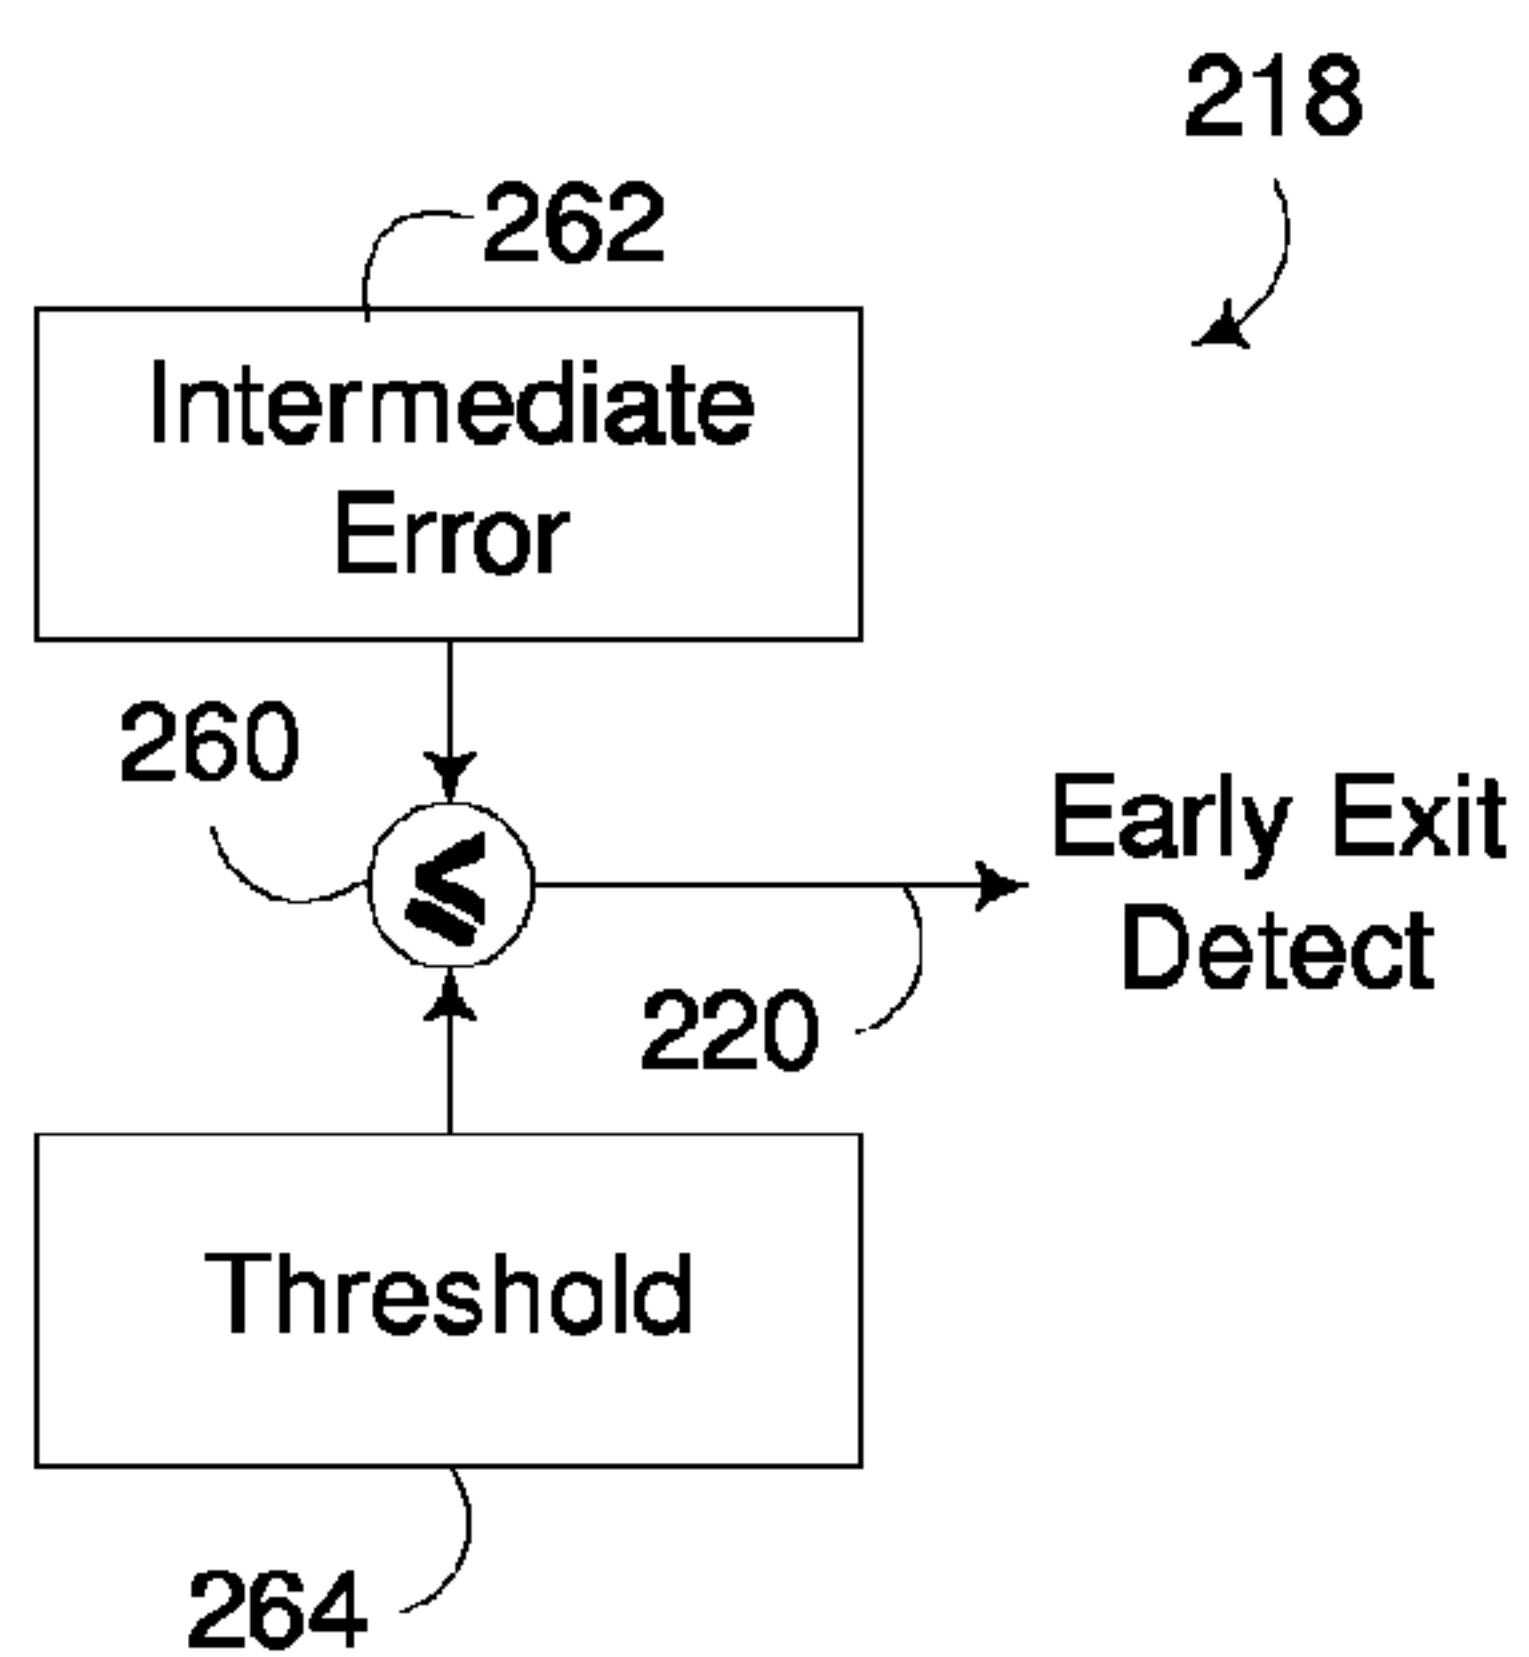 218
262
Intermediate
Error
260
≤
Early Exit
Detect
220
Threshold
264